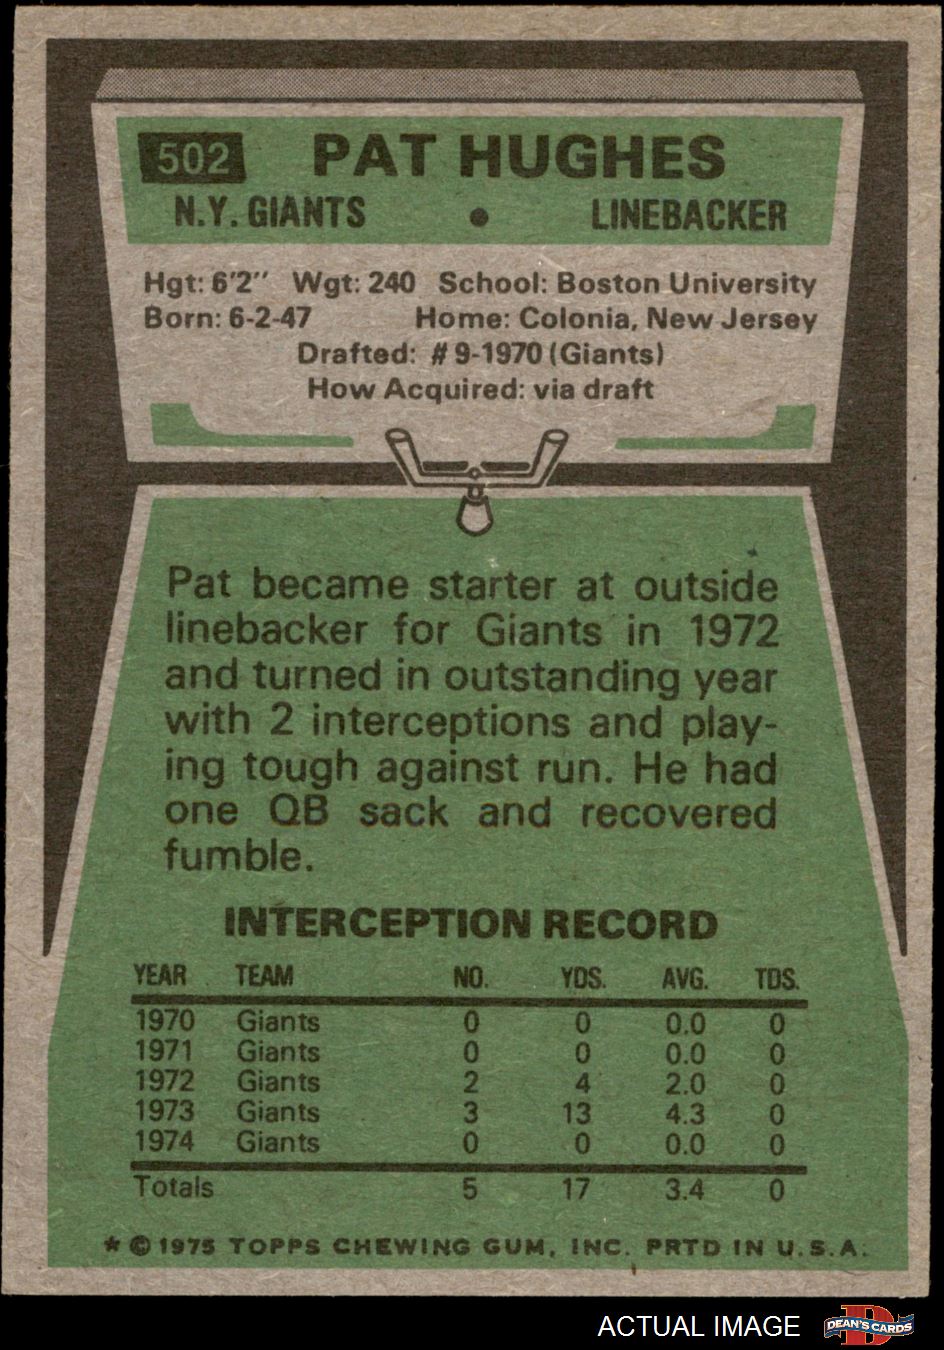 502 PAT HUGHES
N.Y. GIANTS • LINEBACKER
Hgt: 6'2" Wgt: 240 School: Boston University
Born: 6-2-47 Home: Colonia, New Jersey
Drafted: #9-1970 (Giants)
How Acquired: via draft
Pat became starter at outside
linebacker for Giants in 1972
and turned in outstanding year
with 2 interceptions and play-
ing tough against run. He had
one QB sack and recovered
fumble.
INTERCEPTION RECORD
YEAR TEAM NO. YDS. AVG. TDS.
1970 Giants 0 0 0.0 0
1971 Giants 0 0 0.0 0
1972 Giants 2 4 2.0 0
1973 Giants 3 13 4.3 0
1974 Giants 0 0 0.0 0
Totals 5 17 3.4 0
* © 1975 TOPPS CHEWING GUM, INC. PRTD IN U.S.A.
ACTUAL IMAGE D DEAN'S CARDS